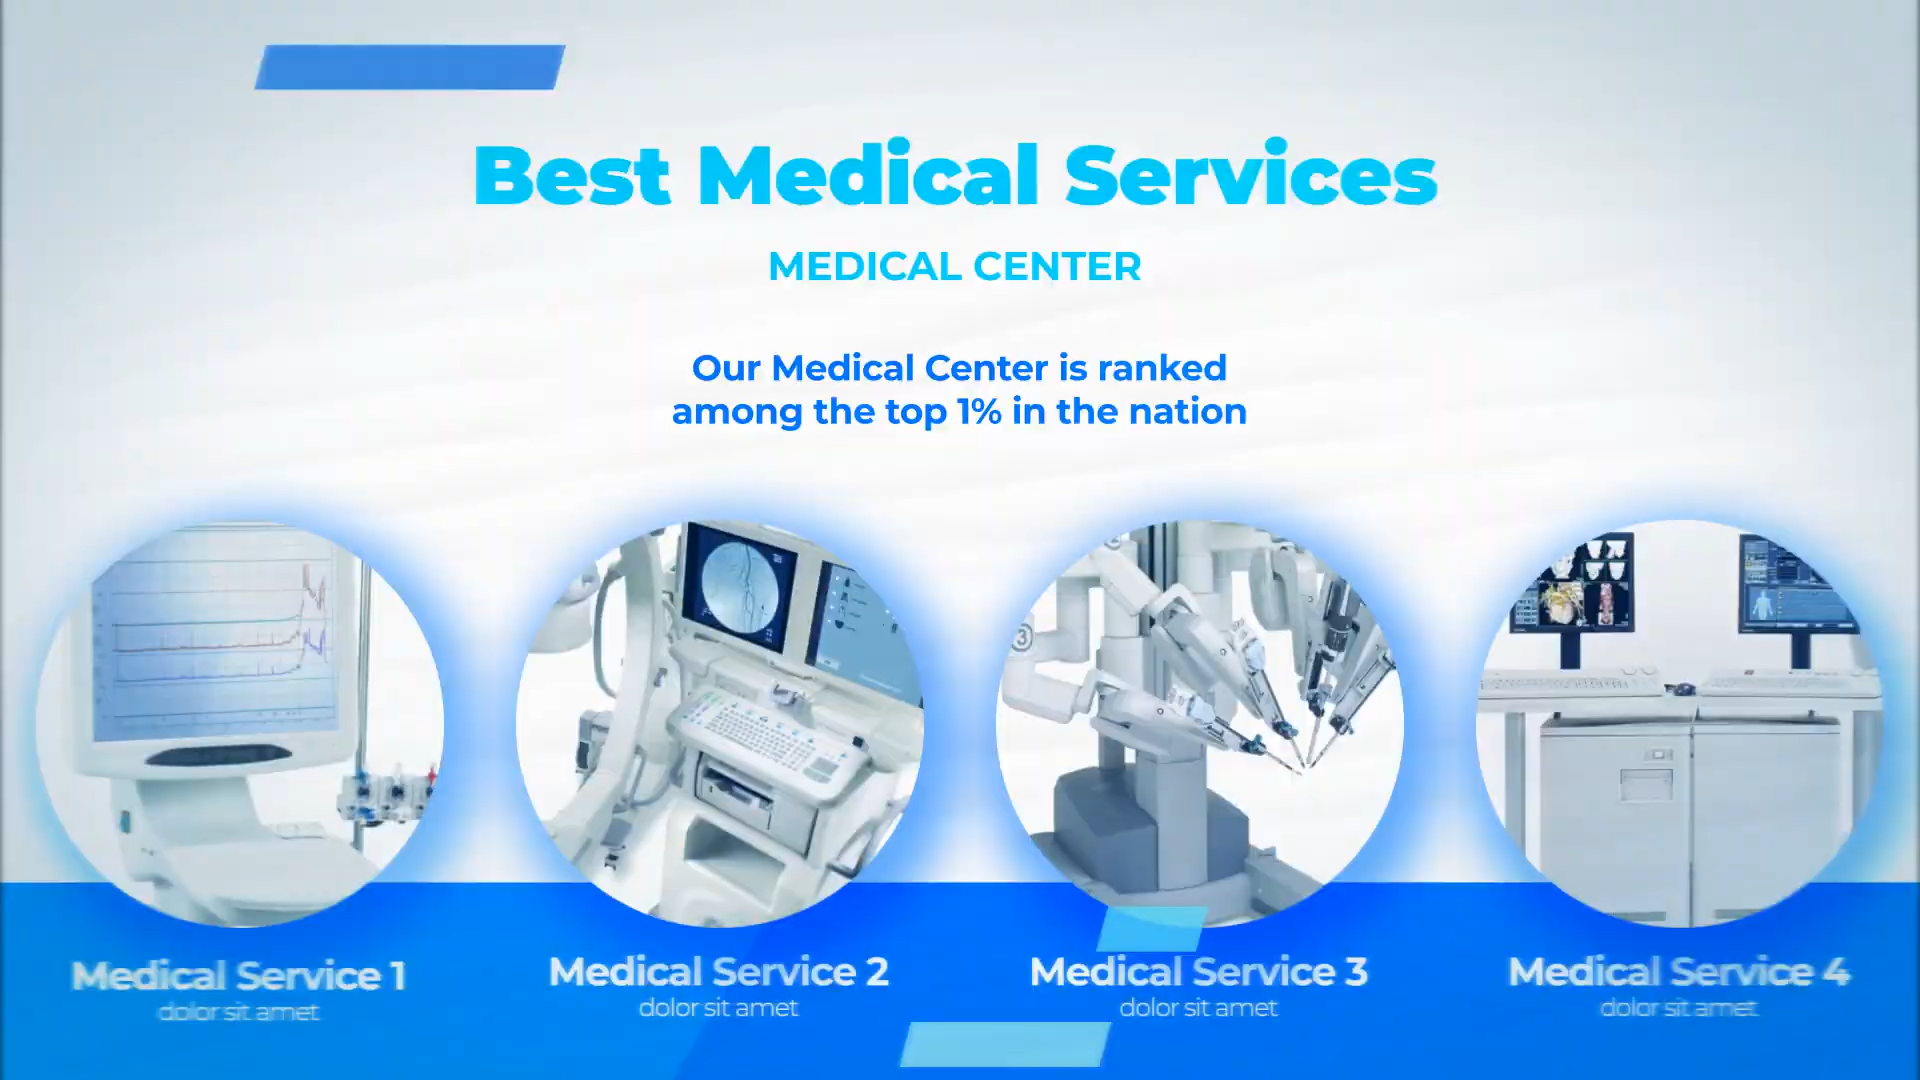 Best Medical Services
MEDICAL CENTER
Our Medical Center is ranked
among the top 1% in the nation
3
Medical Service 1
dolor sit amet
Medical Service 2
dolor sit amet
Medical Service 3
dolor sit amet
Medical Service 4
dolor sit amet